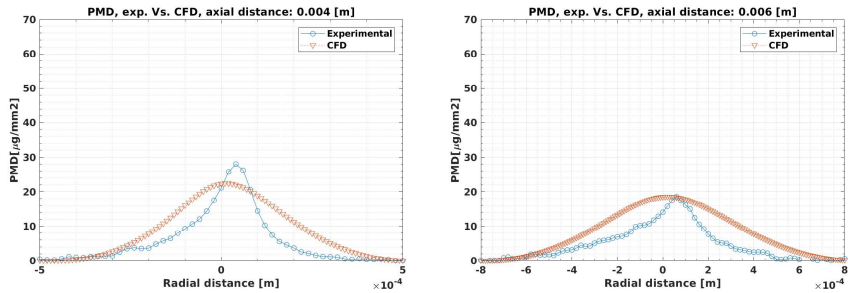 PMD, exp. Vs. CFD, axial distance: 0.004 [m]
70
60
50
40
30
20
10
0
PMD[μg/mm2]
Experimental
CFD
-5 0 5
Radial distance [m]
×10⁻⁴
PMD, exp. Vs. CFD, axial distance: 0.006 [m]
70
60
50
40
30
20
10
0
PMD[μg/mm2]
Experimental
CFD
-8 -6 -4 -2 0 2 4 6 8
Radial distance [m]
×10⁻⁴